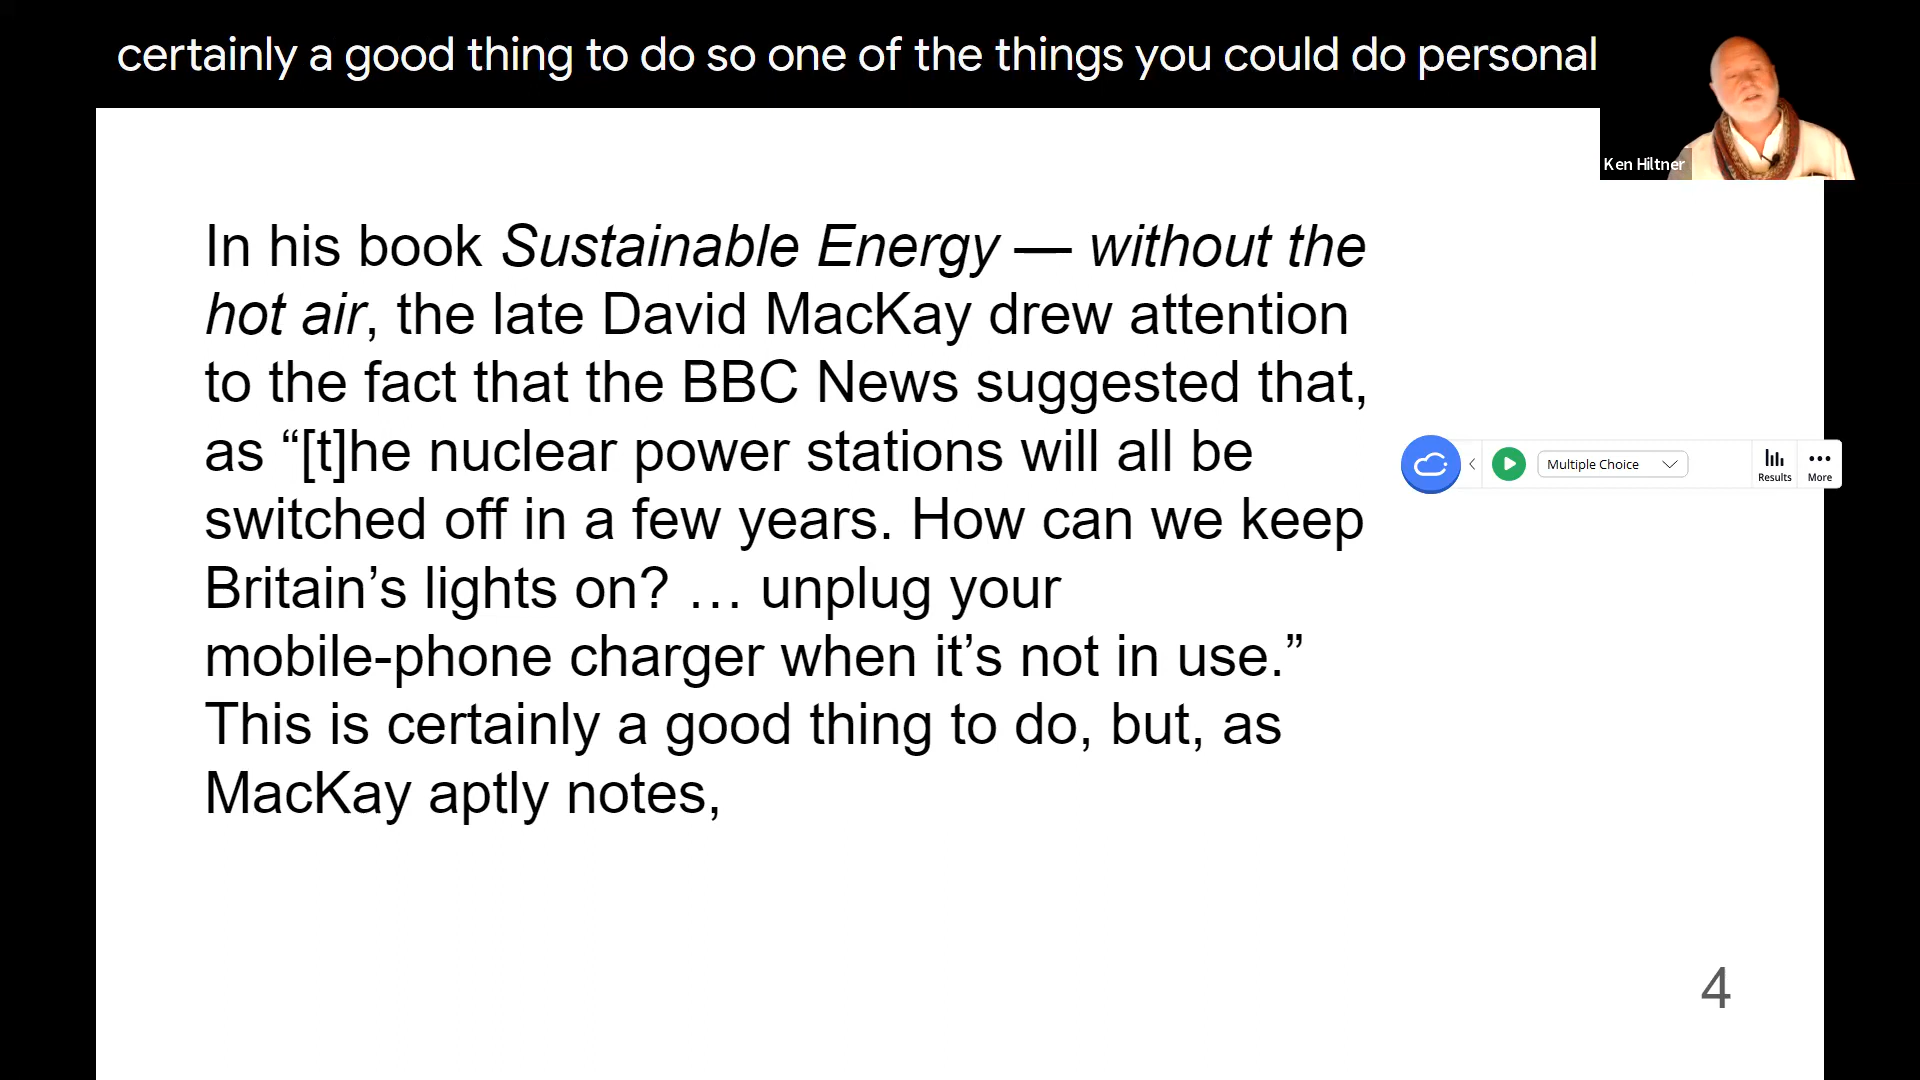 certainly a good thing to do so one of the things you could do personal
Ken Hiltner
In his book Sustainable Energy — without the
hot air, the late David MacKay drew attention
to the fact that the BBC News suggested that,
as “[t]he nuclear power stations will all be
switched off in a few years. How can we keep
Britain’s lights on? … unplug your
mobile-phone charger when it’s not in use.”
This is certainly a good thing to do, but, as
MacKay aptly notes,
Multiple Choice
Results
More
4